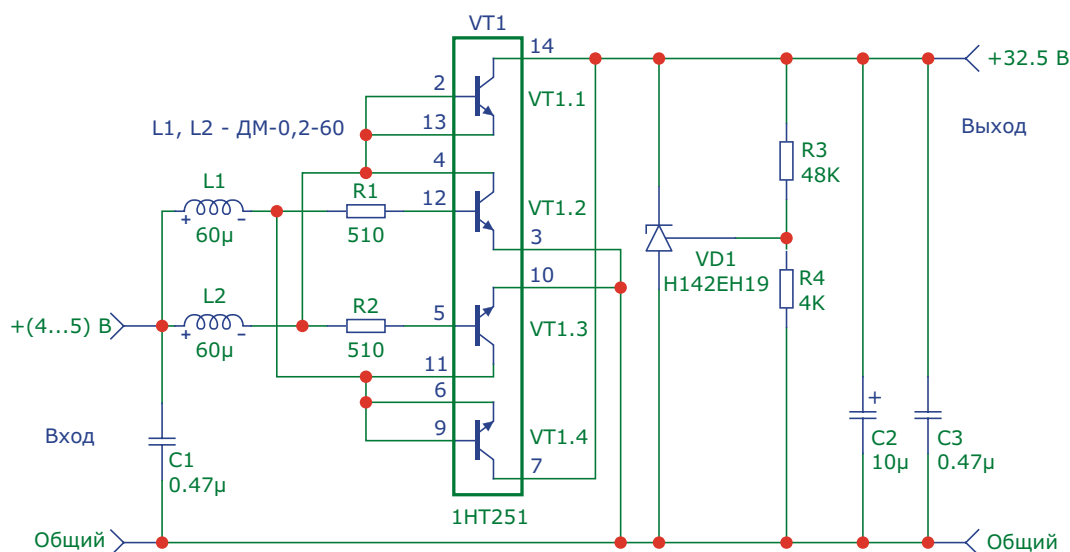 VT1
14
+32.5 В
2
VT1.1
L1, L2 - ДМ-0,2-60
13
Выход
4
R3
48К
L1
R1
12
VT1.2
+ -
60µ
510
3
VD1
Н142ЕН19
10
R4
4К
L2
R2
5
+(4...5) В
VT1.3
+ -
60µ
510
11
6
Вход
9
VT1.4
+
C1
0.47µ
C2
10µ
C3
0.47µ
7
1НТ251
Общий
Общий